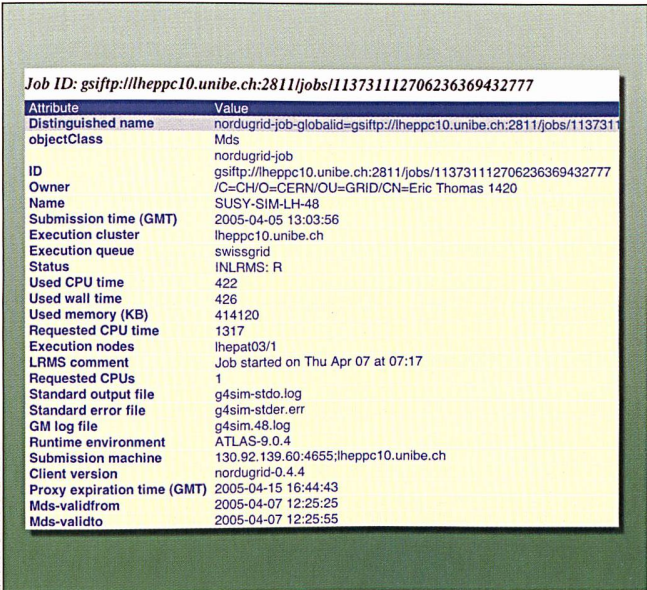 Job ID: gsiftp://lheppc10.unibe.ch:2811/jobs/113731112706236369432777
Attribute Value
Distinguished name nordugrid-job-globalid=gsiftp://lheppc10.unibe.ch:2811/jobs/1137311
objectClass Mds
nordugrid-job
ID gsiftp://lheppc10.unibe.ch:2811/jobs/113731112706236369432777
Owner /C=CH/O=CERN/OU=GRID/CN=Eric Thomas 1420
Name SUSY-SIM-LH-48
Submission time (GMT) 2005-04-05 13:03:56
Execution cluster lheppc10.unibe.ch
Execution queue swissgrid
Status INLRMS: R
Used CPU time 422
Used wall time 426
Used memory (KB) 414120
Requested CPU time 1317
Execution nodes lhepat03/1
LRMS comment Job started on Thu Apr 07 at 07:17
Requested CPUs 1
Standard output file g4sim-stdo.log
Standard error file g4sim-stder.err
GM log file g4sim.48.log
Runtime environment ATLAS-9.0.4
Submission machine 130.92.139.60:4655;lheppc10.unibe.ch
Client version nordugrid-0.4.4
Proxy expiration time (GMT) 2005-04-15 16:44:43
Mds-validfrom 2005-04-07 12:25:25
Mds-validto 2005-04-07 12:25:55